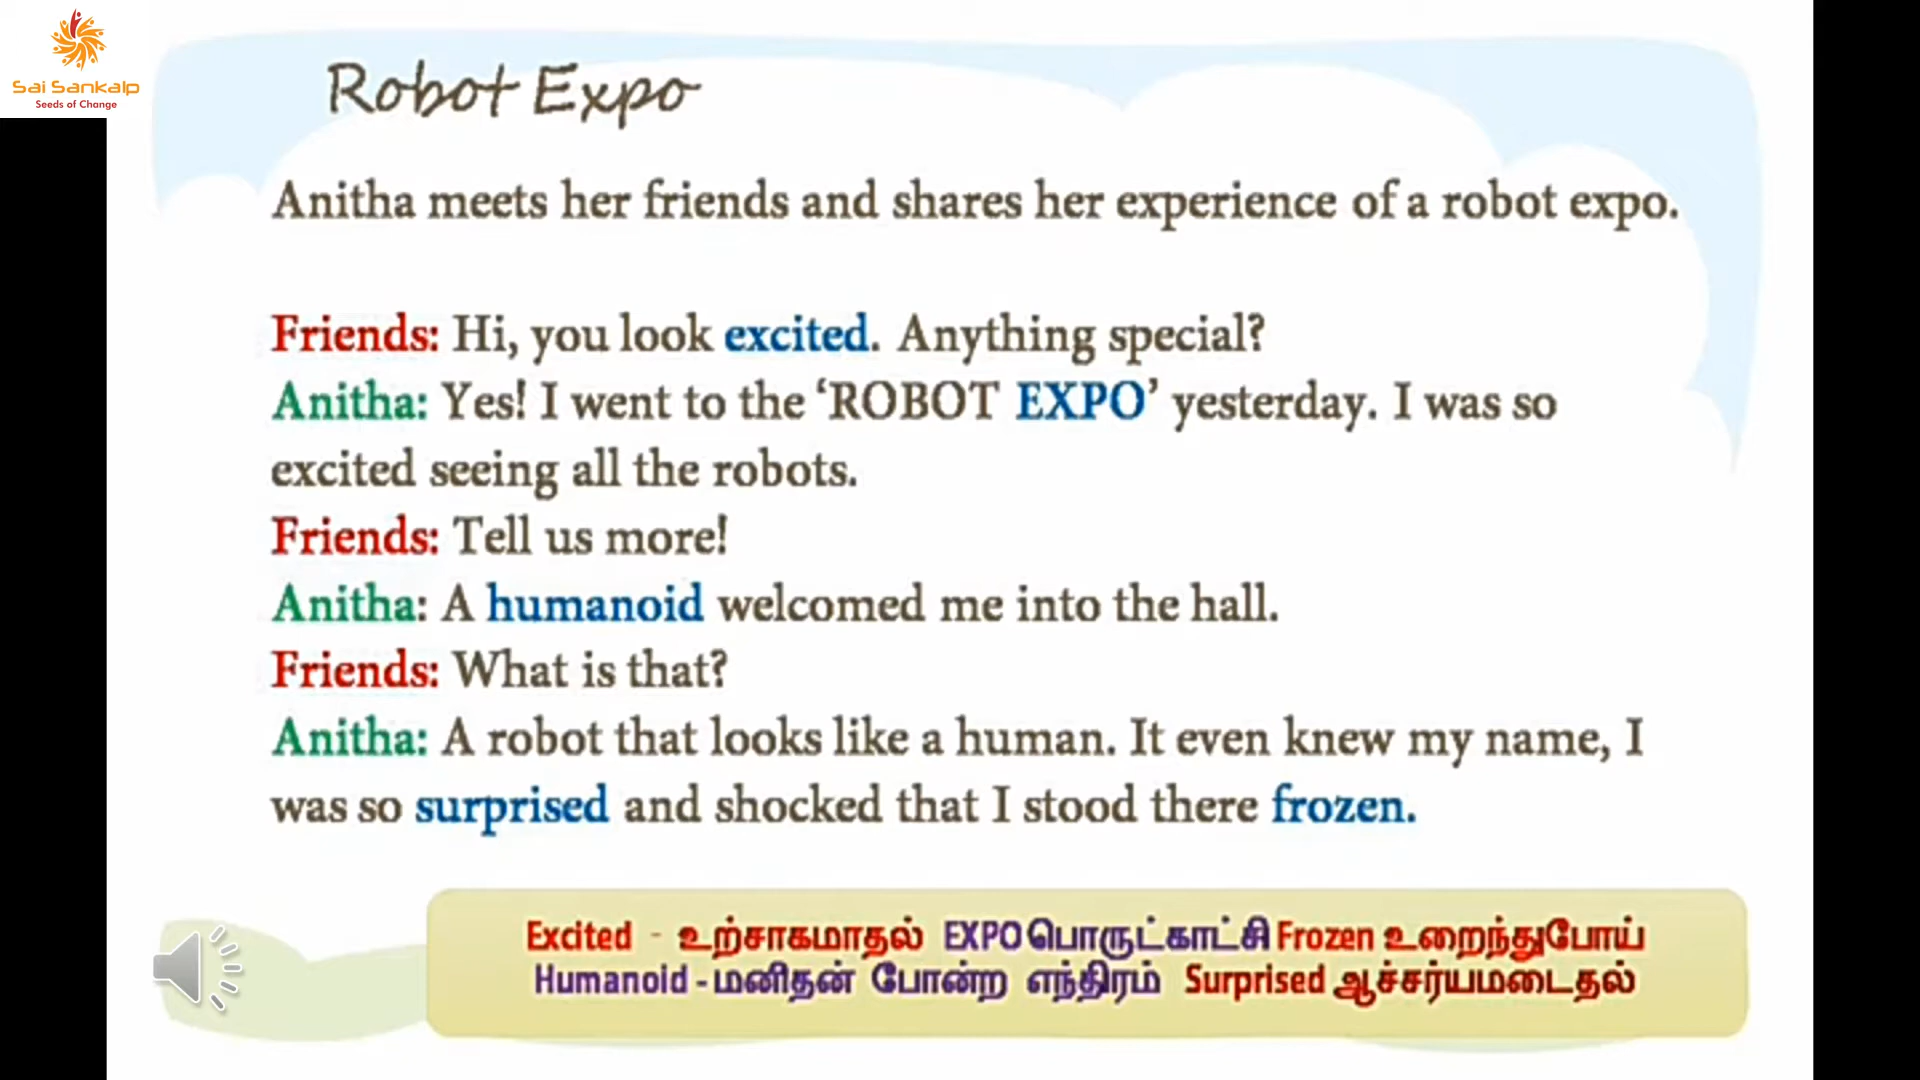 Sai Sankalp
Seeds of Change
Robot Expo
Anitha meets her friends and shares her experience of a robot expo.
Friends: Hi, you look excited. Anything special?
Anitha: Yes! I went to the ‘ROBOT EXPO’ yesterday. I was so
excited seeing all the robots.
Friends: Tell us more!
Anitha: A humanoid welcomed me into the hall.
Friends: What is that?
Anitha: A robot that looks like a human. It even knew my name, I
was so surprised and shocked that I stood there frozen.
Excited - உற்சாகமாதல் EXPO பொருட்காட்சி Frozen உறைந்துபோய்
Humanoid - மனிதன் போன்ற எந்திரம் Surprised ஆச்சர்யமடைதல்